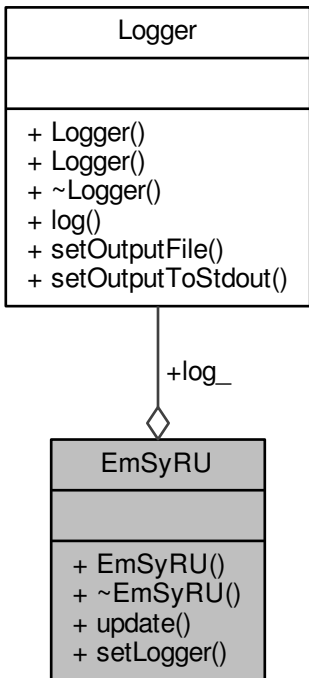 Logger
+ Logger()
+ Logger()
+ ~Logger()
+ log()
+ setOutputFile()
+ setOutputToStdout()
+log_
EmSyRU
+ EmSyRU()
+ ~EmSyRU()
+ update()
+ setLogger()